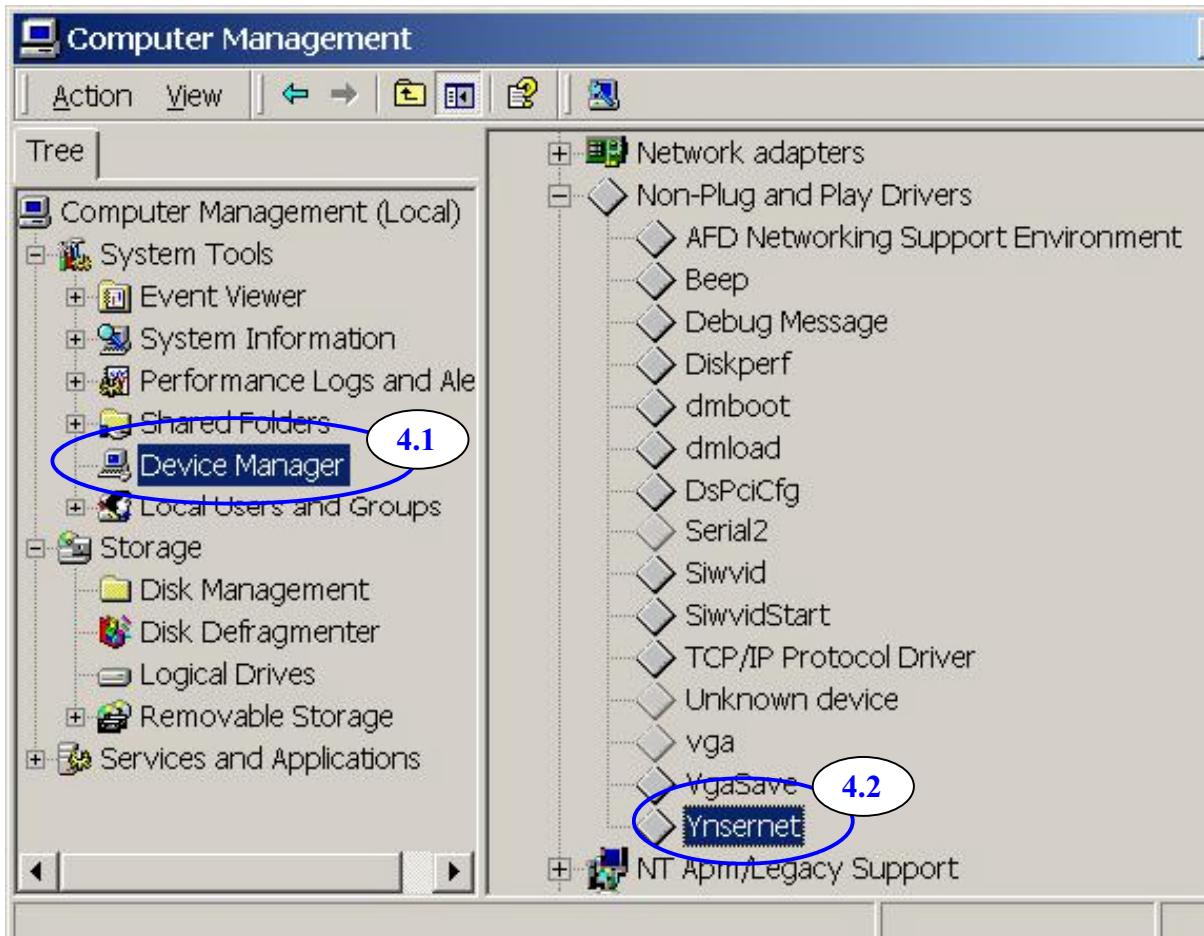 Computer Management
Action View
Tree
Computer Management (Local)
System Tools
Event Viewer
System Information
Performance Logs and Ale
Shared Folders
4.1
Device Manager
Local Users and Groups
Storage
Disk Management
Disk Defragmenter
Logical Drives
Removable Storage
Services and Applications
Network adapters
Non-Plug and Play Drivers
AFD Networking Support Environment
Beep
Debug Message
Diskperf
dmboot
dmload
DsPciCfg
Serial2
Siwvid
SiwvidStart
TCP/IP Protocol Driver
Unknown device
vga
VgaSave
4.2
Ynsernet
NT Apm/Legacy Support